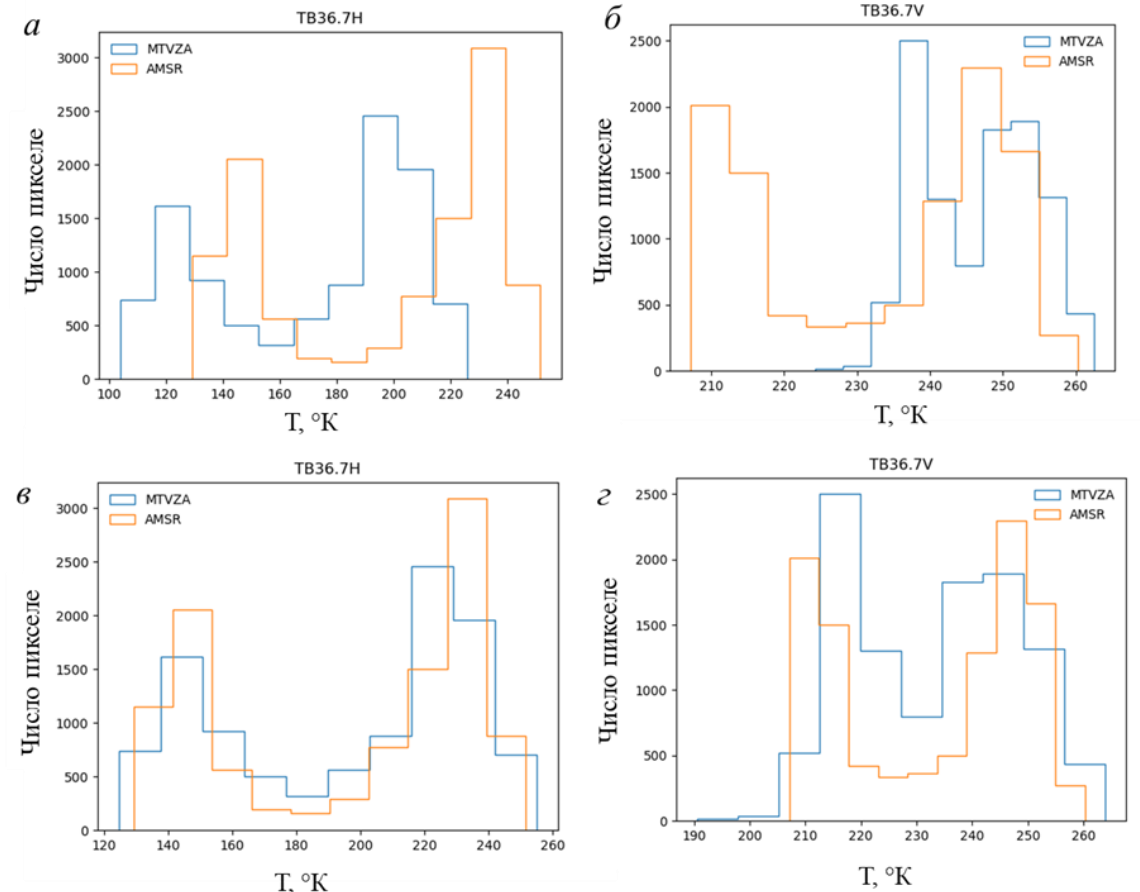 а
TB36.7H
3000
2500
2000
1500
1000
500
0
MTVZA
AMSR
Число пикселе
100 120 140 160 180 200 220 240
T, °K
б
TB36.7V
2500
2000
1500
1000
500
0
MTVZA
AMSR
Число пикселе
210 220 230 240 250 260
T, °K
в
TB36.7H
3000
2500
2000
1500
1000
500
0
MTVZA
AMSR
Число пикселе
120 140 160 180 200 220 240 260
T, °K
г
TB36.7V
2500
2000
1500
1000
500
0
MTVZA
AMSR
Число пикселе
190 200 210 220 230 240 250 260
T, °K